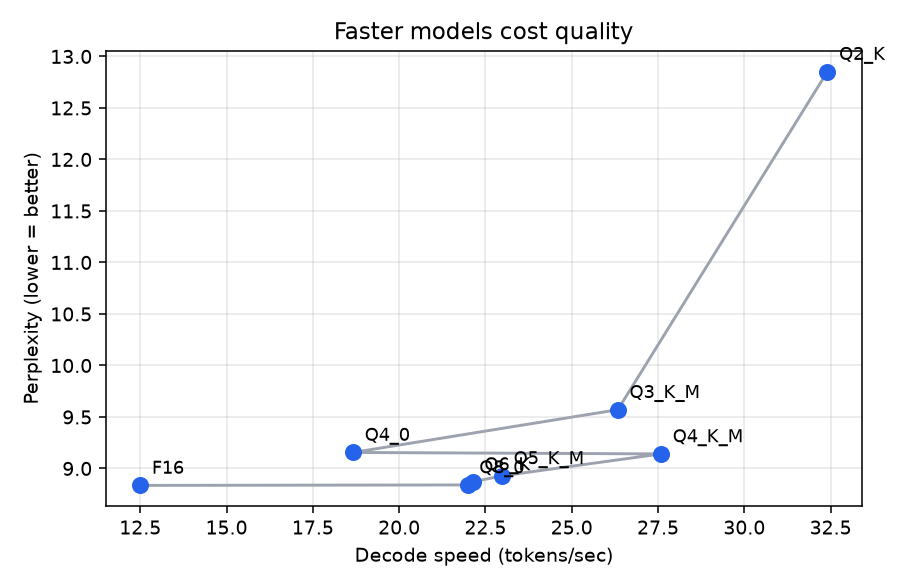 Faster models cost quality
Perplexity (lower = better)
13.0
12.5
12.0
11.5
11.0
10.5
10.0
9.5
9.0
Q2_K
Q3_K_M
Q4_K_M
Q4_0
Q5_K_M
Q6_K
Q8_0
F16
12.5
15.0
17.5
20.0
22.5
25.0
27.5
30.0
32.5
Decode speed (tokens/sec)